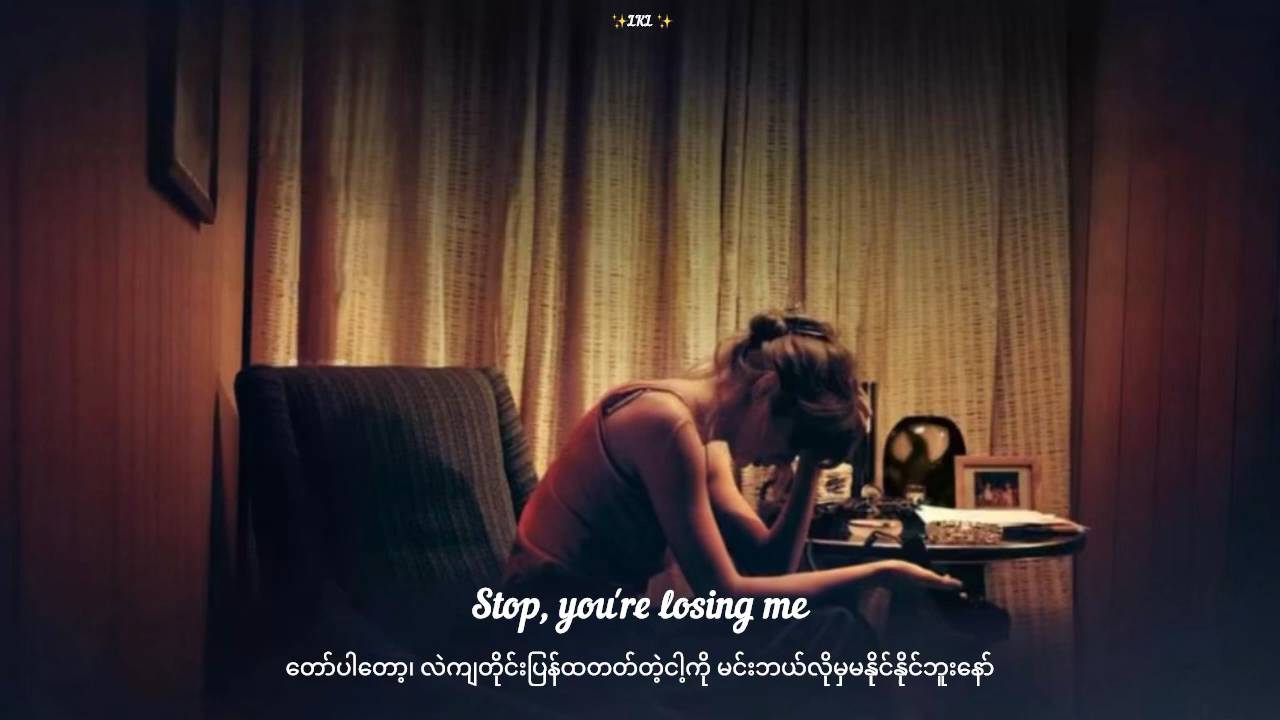 ✨LKL ✨
Stop, you're losing me
တော်ပါတော့၊ လဲကျတိုင်းပြန်ထတတ်တဲ့ငါ့ကို မင်းဘယ်လိုမှမနိုင်နိုင်ဘူးနော်